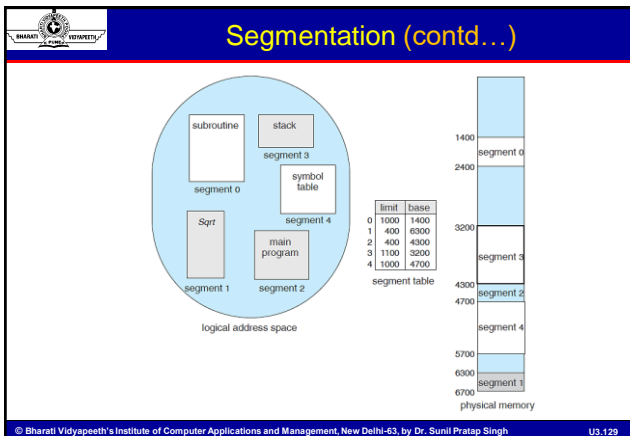 BHARATI VIDYAPEETH
PUNE
Segmentation (contd…)
subroutine
segment 0
stack
segment 3
symbol
table
segment 4
Sqrt
segment 1
main
program
segment 2
logical address space
limit base
0 1000 1400
1 400 6300
2 400 4300
3 1100 3200
4 1000 4700
segment table
1400
segment 0
2400
3200
segment 3
4300
segment 2
4700
segment 4
5700
6300
segment 1
6700
physical memory
© Bharati Vidyapeeth's Institute of Computer Applications and Management, New Delhi-63, by Dr. Sunil Pratap Singh U3.129